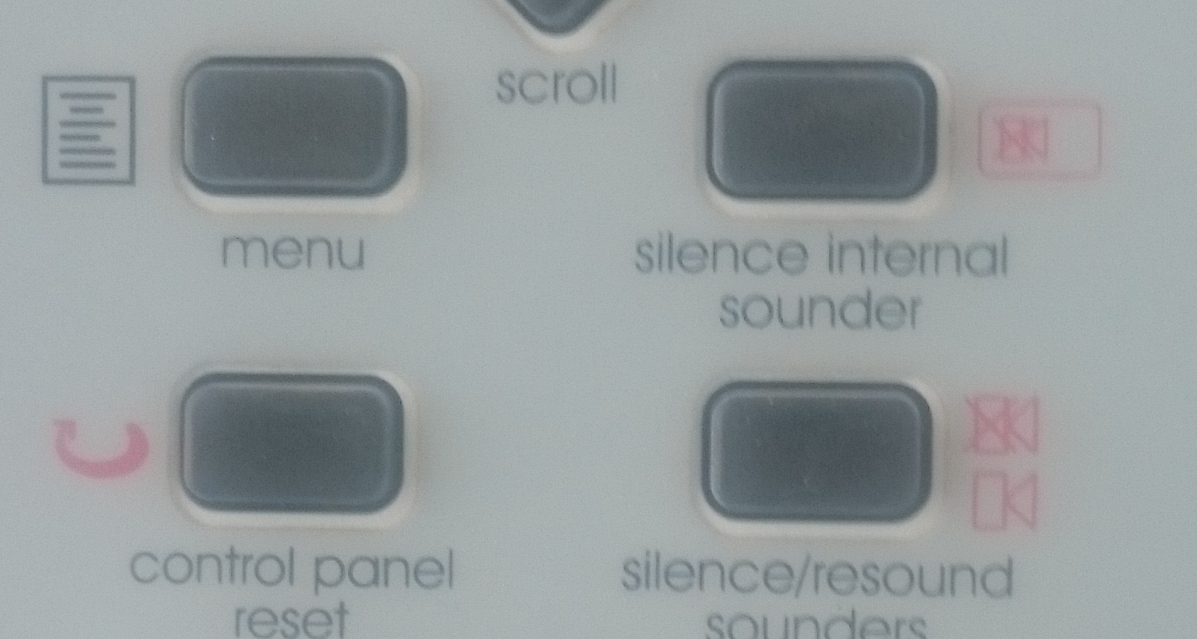 scroll
menu
silence internal
sounder
control panel
reset
silence/resound
sounders